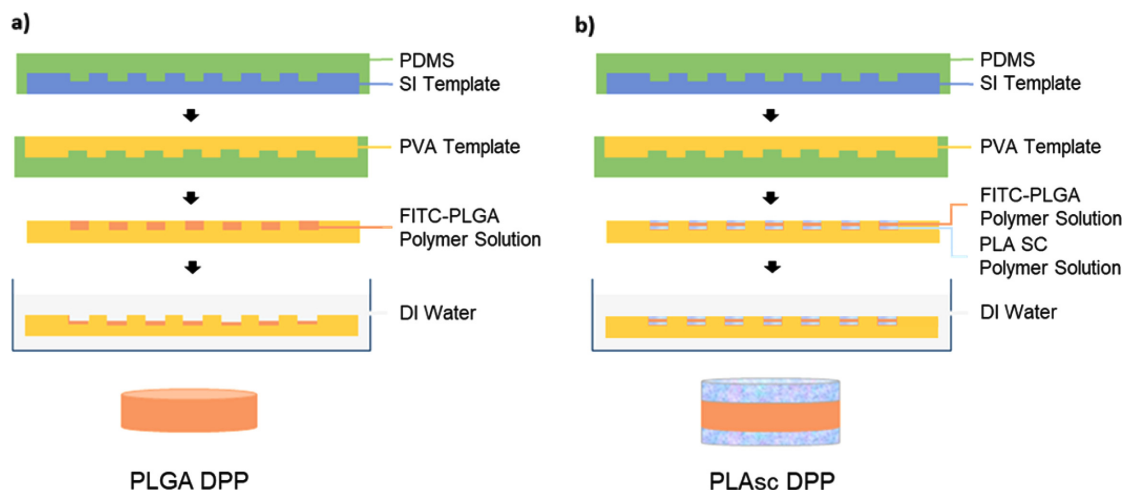 a)
PDMS
SI Template
PVA Template
FITC-PLGA
Polymer Solution
DI Water
PLGA DPP
b)
PDMS
SI Template
PVA Template
FITC-PLGA
Polymer Solution
PLA SC
Polymer Solution
DI Water
PLAsc DPP